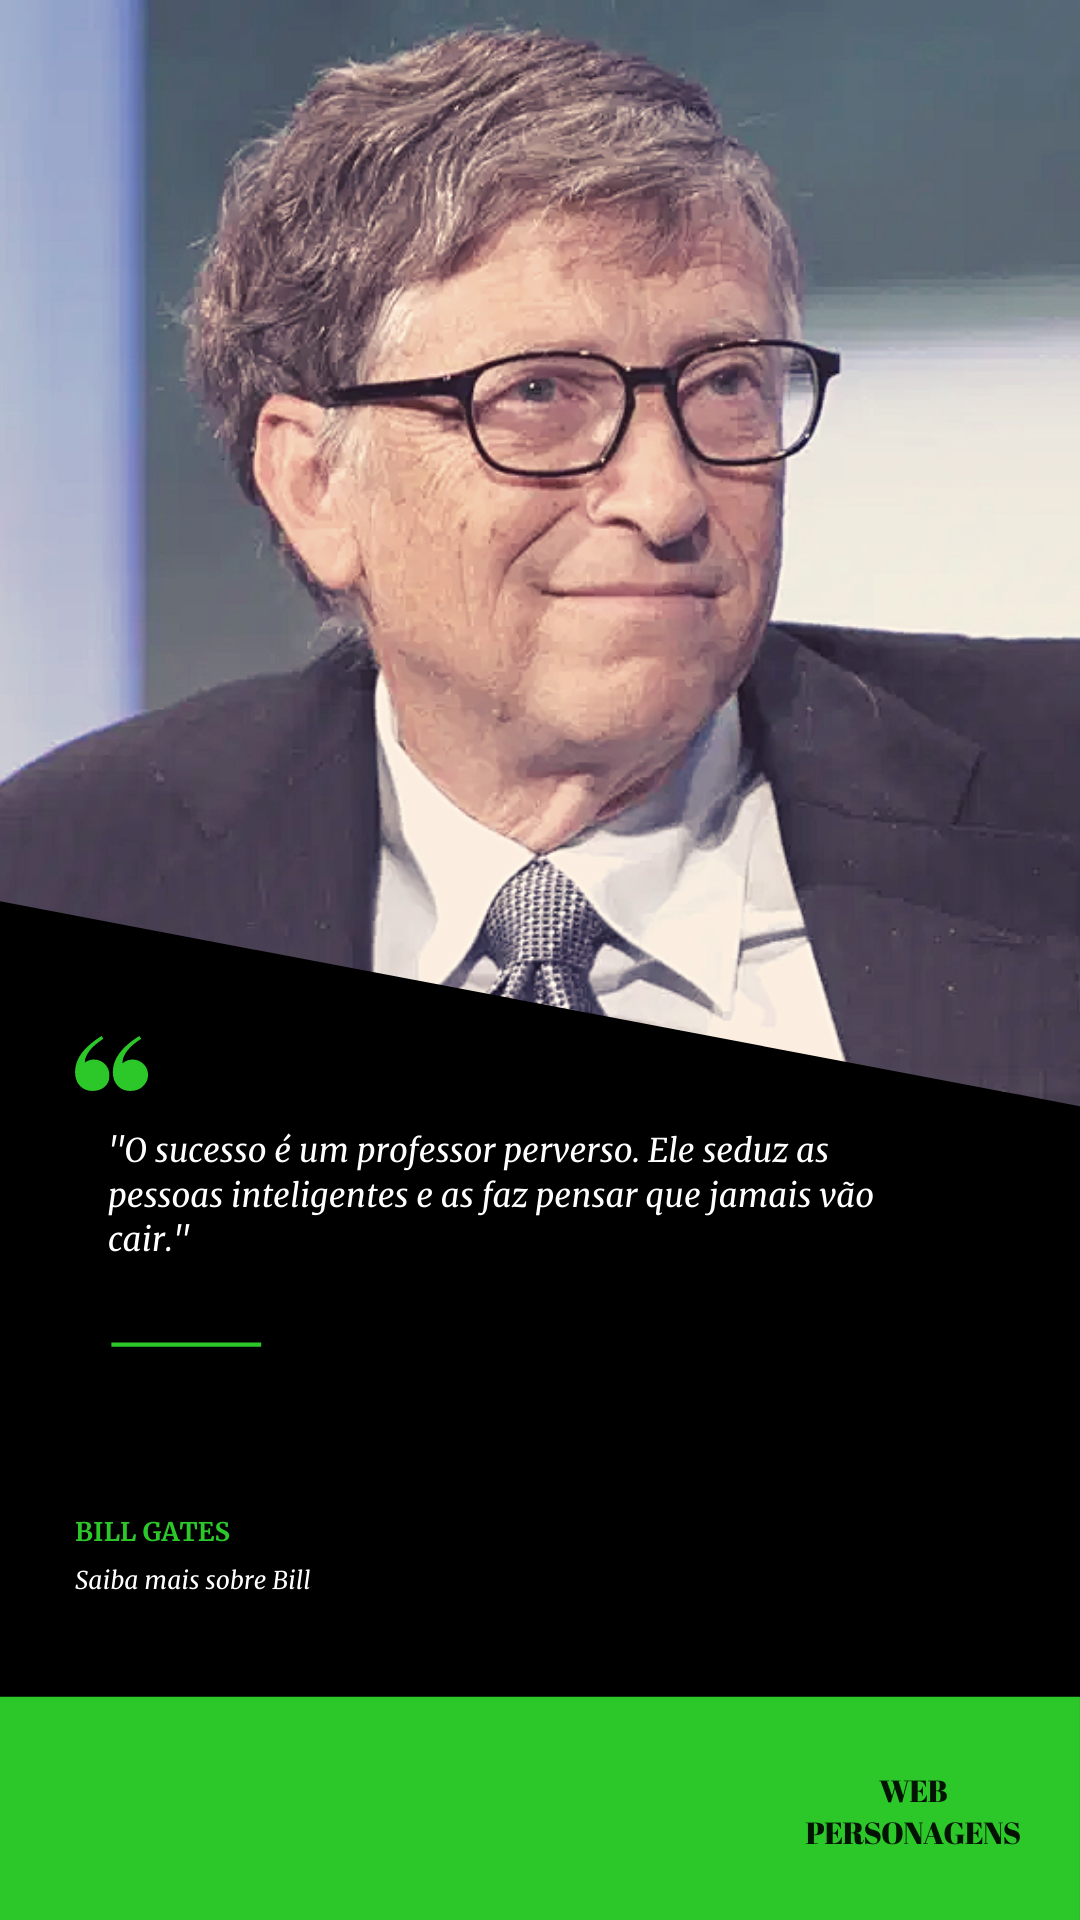 "O sucesso é um professor perverso. Ele seduz as
pessoas inteligentes e as faz pensar que jamais vão
cair."
BILL GATES
Saiba mais sobre Bill
WEB
PERSONAGENS